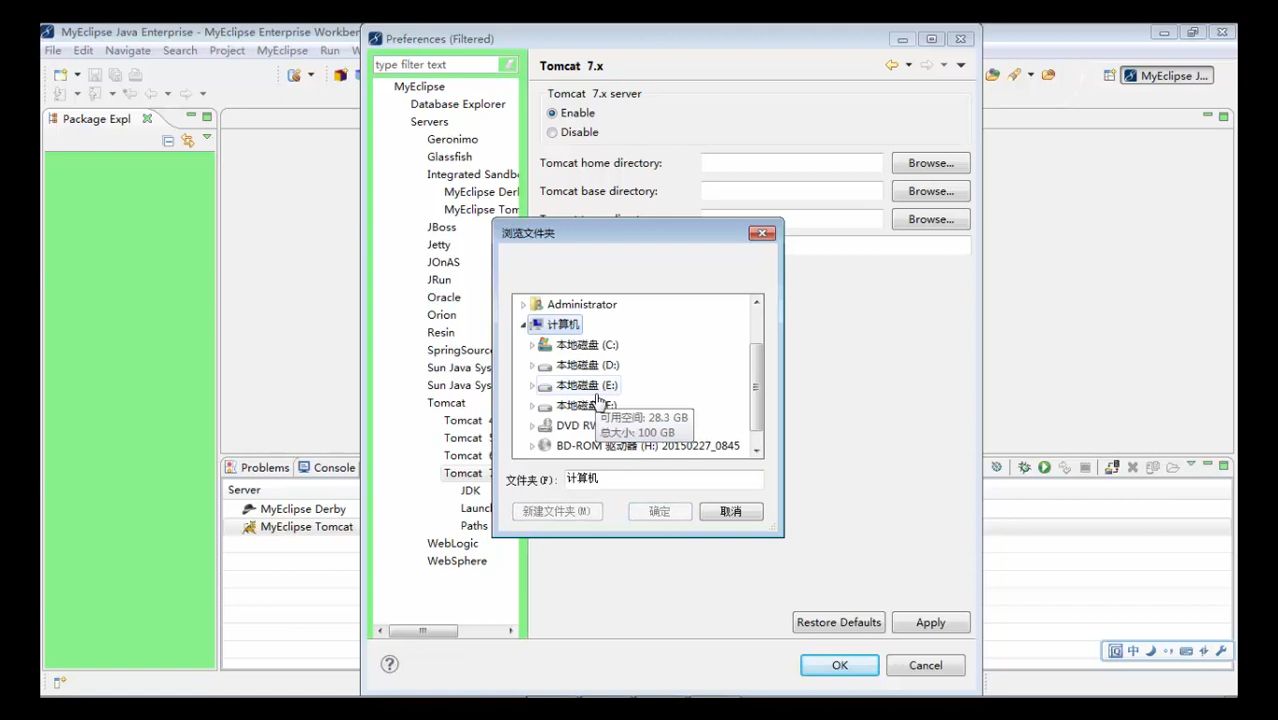 MyEclipse Java Enterprise - MyEclipse Enterprise Workben
File Edit Navigate Search Project MyEclipse Run W
MyEclipse J...
Package Expl
Preferences (Filtered)
type filter text
MyEclipse
Database Explorer
Servers
Geronimo
Glassfish
Integrated Sandb
MyEclipse Der
MyEclipse Tom
JBoss
Jetty
JOnAS
JRun
Oracle
Orion
Resin
SpringSource
Sun Java Sys
Sun Java Sys
Tomcat
Tomcat 4
Tomcat 5
Tomcat 6
Tomcat 7
JDK
Launc
Paths
WebLogic
WebSphere
Tomcat 7.x
Tomcat 7.x server
Enable
Disable
Tomcat home directory: Browse...
Tomcat base directory: Browse...
Browse...
浏览文件夹
Administrator
计算机
本地磁盘 (C:)
本地磁盘 (D:)
本地磁盘 (E:)
本地磁盘
DVD RW
BD-ROM 驱动器 (H:) 20150227_0845
可用空间: 28.3 GB
总大小: 100 GB
文件夹(F): 计算机
新建文件夹(M) 确定 取消
Restore Defaults Apply
OK Cancel
Problems Console
Server
MyEclipse Derby
MyEclipse Tomcat
中